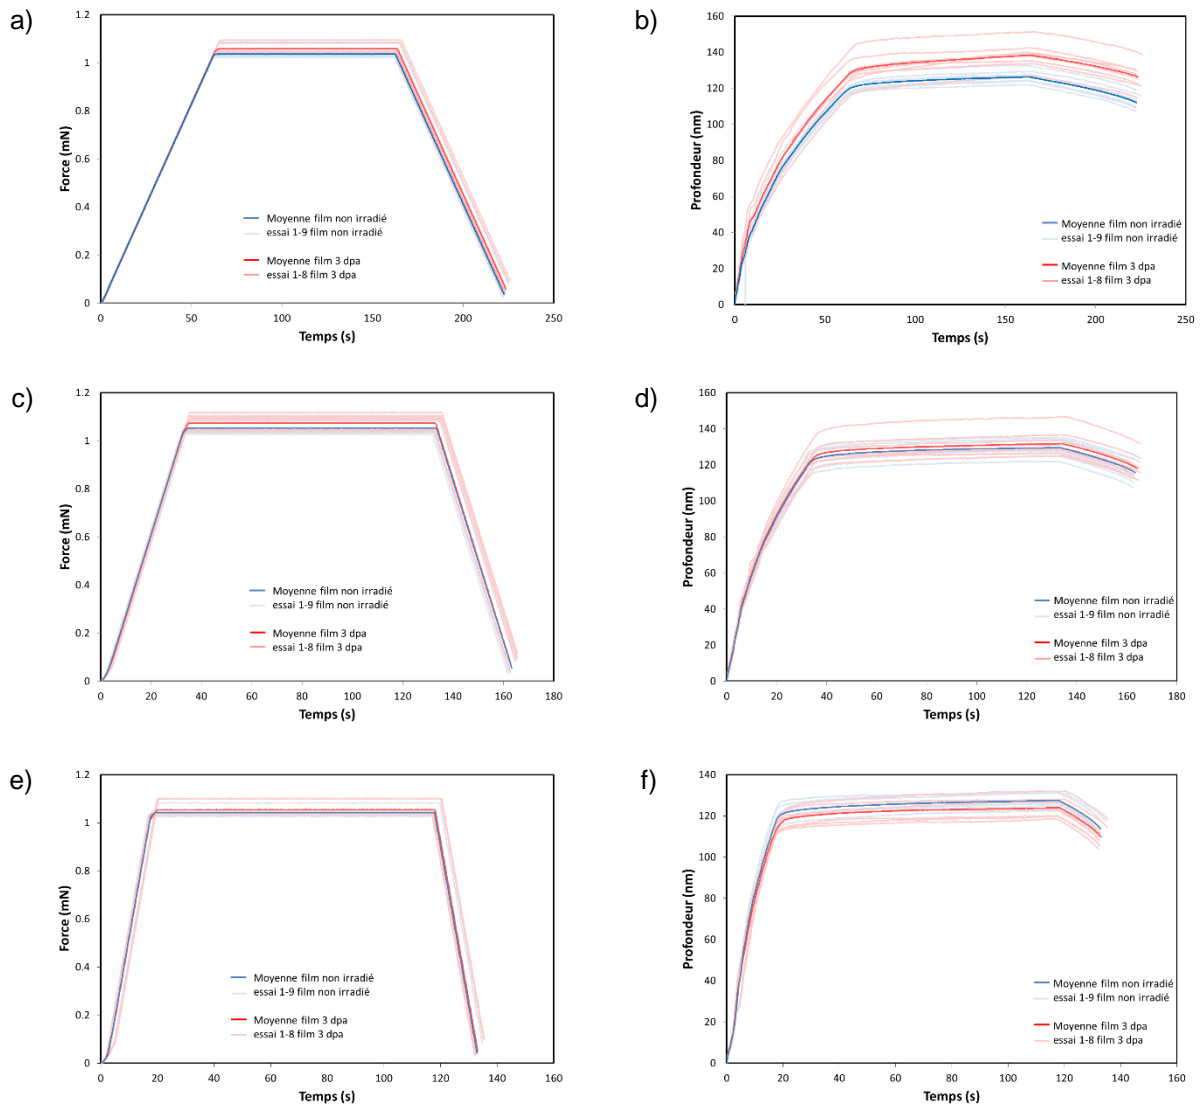 a)
1.2
1
0.8
0.6
0.4
0.2
0
Force (mN)
Moyenne film non irradié
essai 1-9 film non irradié
Moyenne film 3 dpa
essai 1-8 film 3 dpa
0 50 100 150 200 250
Temps (s)
b)
160
140
120
100
80
60
40
20
0
Profondeur (nm)
Moyenne film non irradié
essai 1-9 film non irradié
Moyenne film 3 dpa
essai 1-8 film 3 dpa
0 50 100 150 200 250
Temps (s)
c)
1.2
1
0.8
0.6
0.4
0.2
0
Force (mN)
Moyenne film non irradié
essai 1-9 film non irradié
Moyenne film 3 dpa
essai 1-8 film 3 dpa
0 20 40 60 80 100 120 140 160 180
Temps (s)
d)
160
140
120
100
80
60
40
20
0
Profondeur (nm)
Moyenne film non irradié
essai 1-9 film non irradié
Moyenne film 3 dpa
essai 1-8 film 3 dpa
0 20 40 60 80 100 120 140 160 180
Temps (s)
e)
1.2
1
0.8
0.6
0.4
0.2
0
Force (mN)
Moyenne film non irradié
essai 1-9 film non irradié
Moyenne film 3 dpa
essai 1-8 film 3 dpa
0 20 40 60 80 100 120 140 160
Temps (s)
f)
140
120
100
80
60
40
20
0
Profondeur (nm)
Moyenne film non irradié
essai 1-9 film non irradié
Moyenne film 3 dpa
essai 1-8 film 3 dpa
0 20 40 60 80 100 120 140 160
Temps (s)